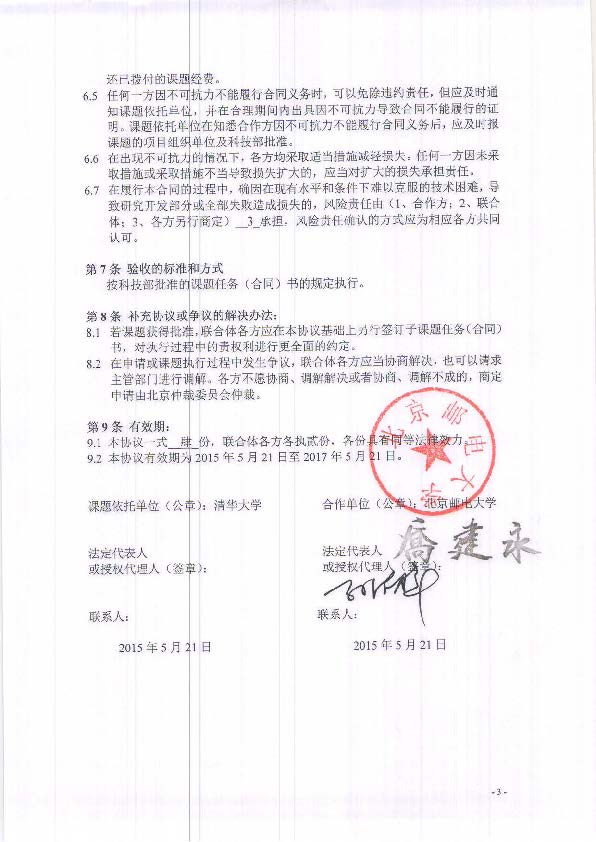 还已拨付的课题经费。
6.5 任何一方因不可抗力不能履行合同义务时，可以免除违约责任，但应及时通
知课题依托单位，并在合理期间内出具因不可抗力导致合同不能履行的证
明。课题依托单位在知悉合作方因不可抗力不能履行合同义务后，应及时报
课题的项目组织单位及科技部批准。
6.6 在出现不可抗力的情况下，各方均采取适当措施减轻损失；任何一方因未采
取措施或采取措施不当导致损失扩大的，应当对扩大的损失承担责任。
6.7 在履行本合同的过程中，确因在现有水平和条件下难以克服的技术困难，导
致研究开发部分或全部失败造成损失的，风险责任由（1、合作方；2、联合
体；3、各方另行商定）_3_承担，风险责任确认的方式应为相应各方共同
认可。
第 7 条 验收的标准和方式
按科技部批准的课题任务（合同）书的规定执行。
第 8 条 补充协议或争议的解决办法：
8.1 若课题获得批准，联合体各方应在本协议基础上另行签订子课题任务（合同）
书，对执行过程中的责权利进行更全面的约定。
8.2 在申请或课题执行过程中发生争议，联合体各方应当协商解决，也可以请求
主管部门进行调解。各方不愿协商、调解解决或者协商、调解不成的，商定
申请由北京仲裁委员会仲裁。
第 9 条 有效期：
9.1 本协议一式_肆_份，联合体各方各执贰份，各份具有同等法律效力。
9.2 本协议有效期为 2015 年 5 月 21 日至 2017 年 5 月 21 日。
北京邮电大学
课题依托单位（公章）：清华大学 合作单位（公章）：北京邮电大学
法定代表人 法定代表人 乔建永
或授权代理人（签章）： 或授权代理人（签章）：
联系人： 联系人：
2015 年 5 月 21 日 2015 年 5 月 21 日
- 3 -